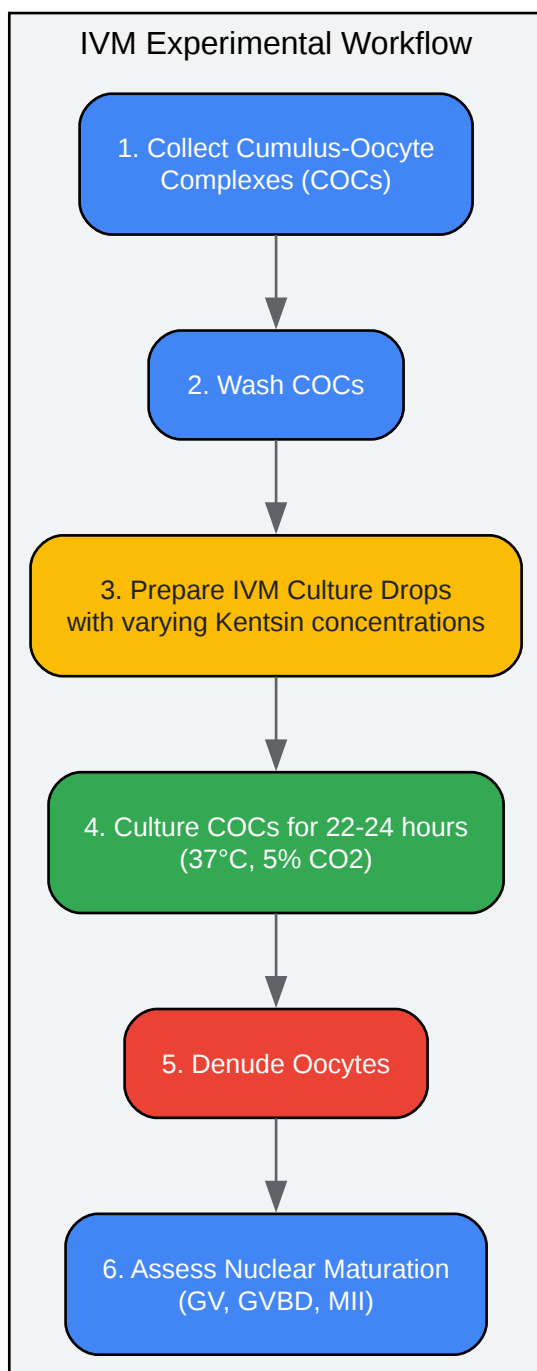 IVM Experimental Workflow
1. Collect Cumulus-Oocyte
Complexes (COCs)
2. Wash COCs
3. Prepare IVM Culture Drops
with varying Kentsin concentrations
4. Culture COCs for 22-24 hours
(37°C, 5% CO2)
5. Denude Oocytes
6. Assess Nuclear Maturation
(GV, GVBD, MII)